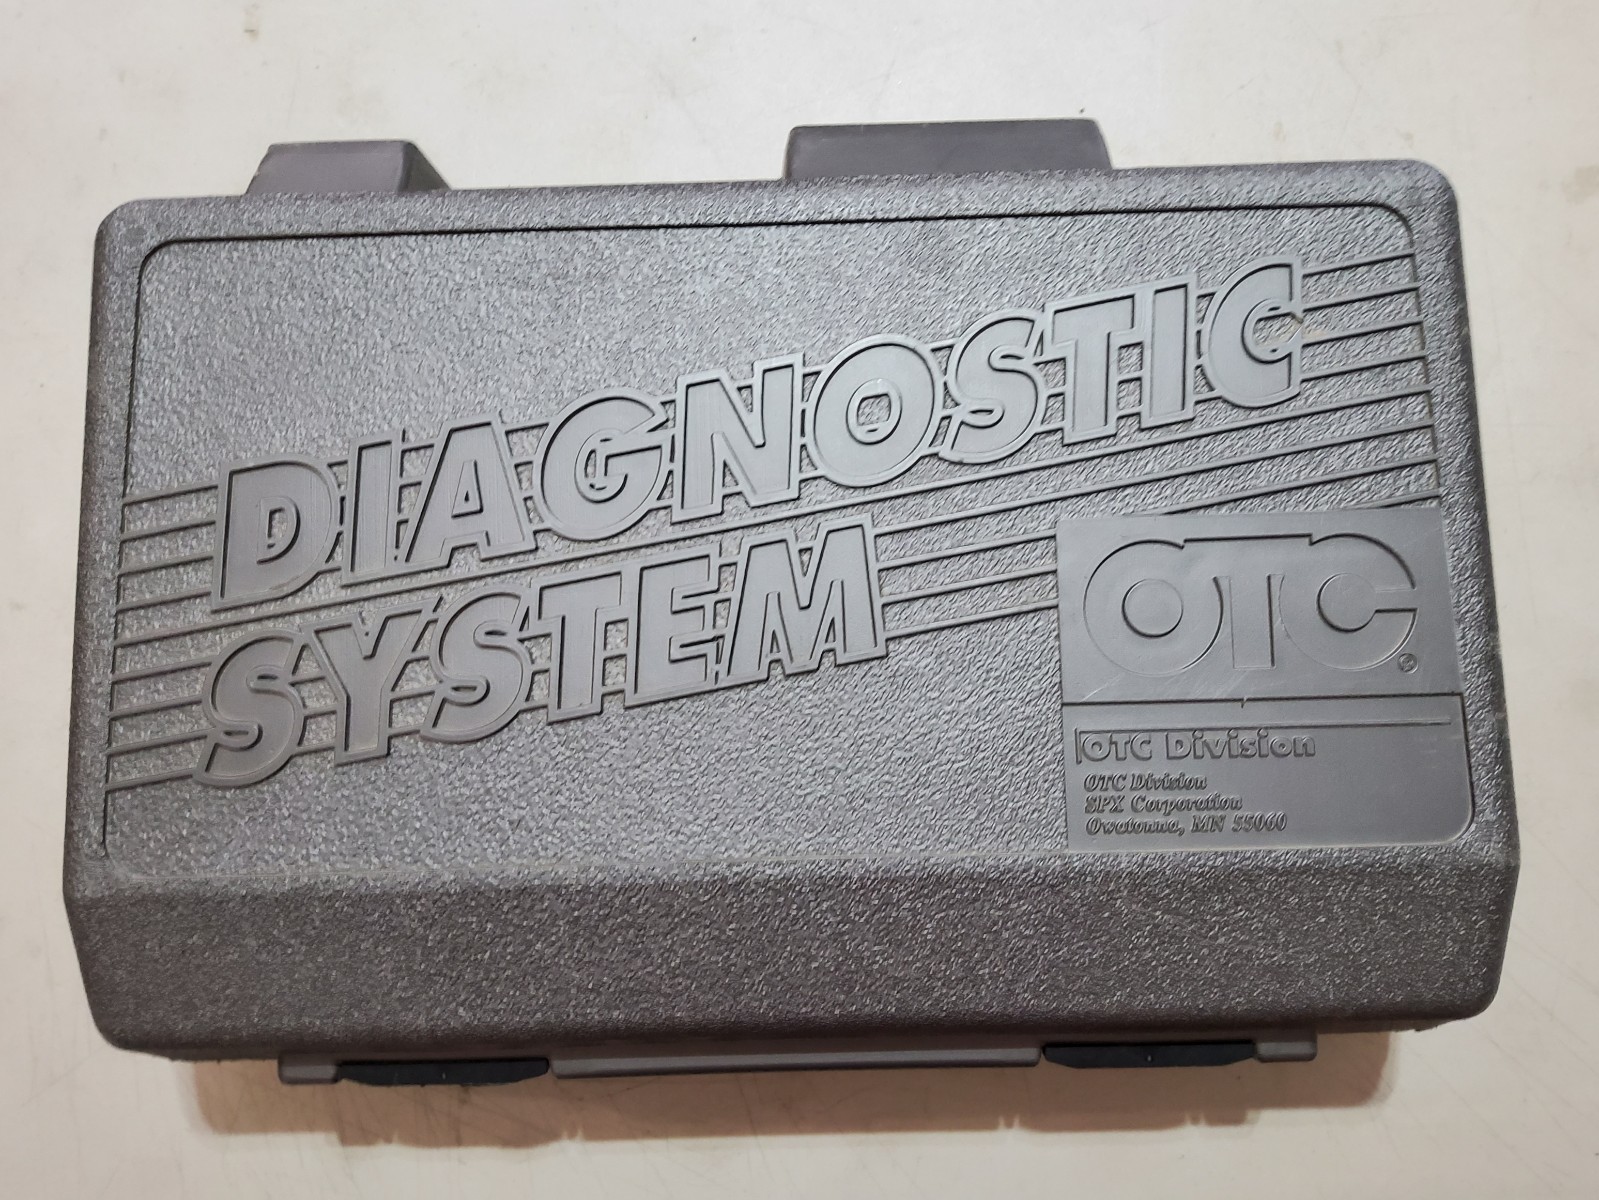 DIAGNOSTIC
SYSTEM
OTC®
OTC Division
OTC Division
SPX Corporation
Owatonna, MN 55060